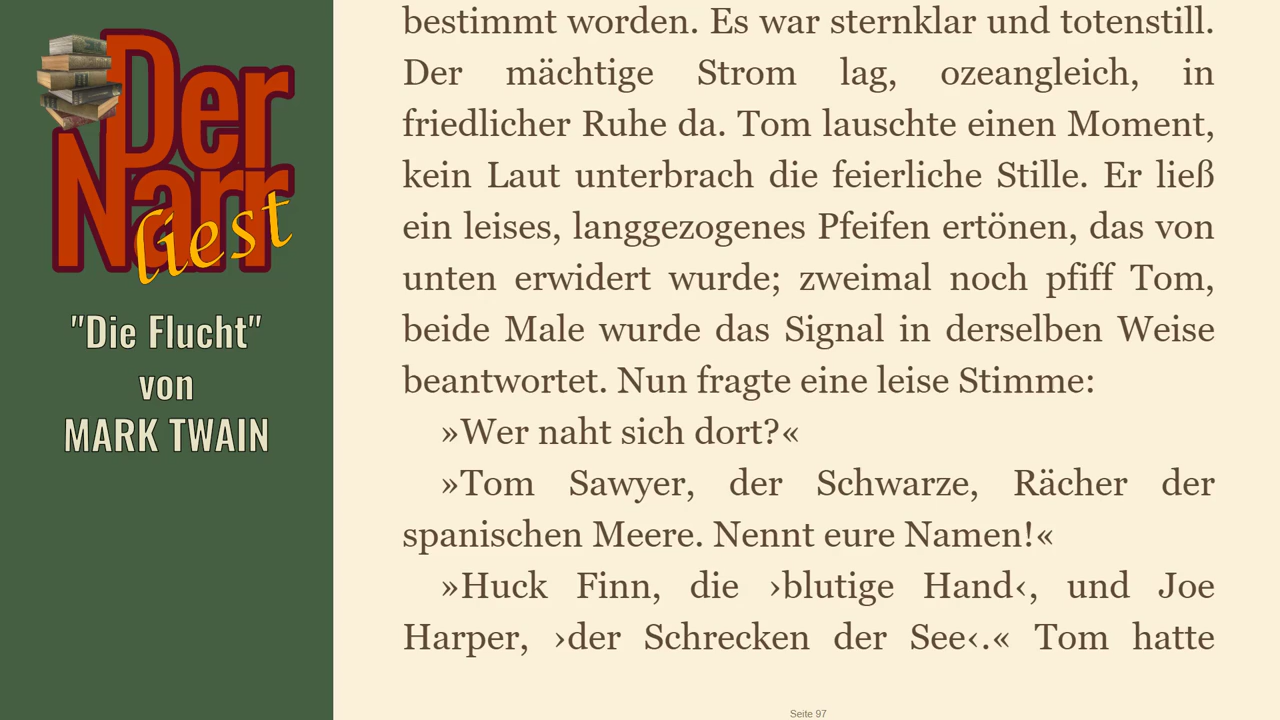 Der
Narr
liest
"Die Flucht"
von
MARK TWAIN
bestimmt worden. Es war sternklar und totenstill.
Der mächtige Strom lag, ozeangleich, in
friedlicher Ruhe da. Tom lauschte einen Moment,
kein Laut unterbrach die feierliche Stille. Er ließ
ein leises, langgezogenes Pfeifen ertönen, das von
unten erwidert wurde; zweimal noch pfiff Tom,
beide Male wurde das Signal in derselben Weise
beantwortet. Nun fragte eine leise Stimme:
»Wer naht sich dort?«
»Tom Sawyer, der Schwarze, Rächer der
spanischen Meere. Nennt eure Namen!«
»Huck Finn, die ›blutige Hand‹, und Joe
Harper, ›der Schrecken der See‹.« Tom hatte
Seite 97